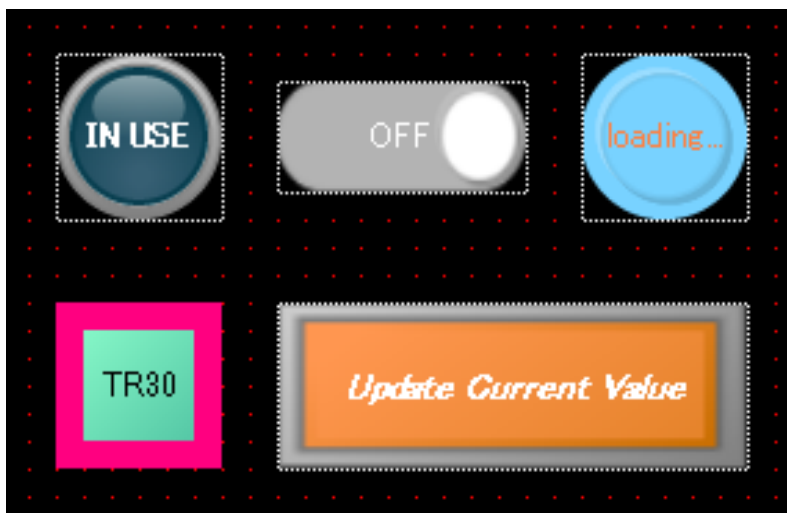 IN USE
OFF
loading...
TR30
Update Current Value